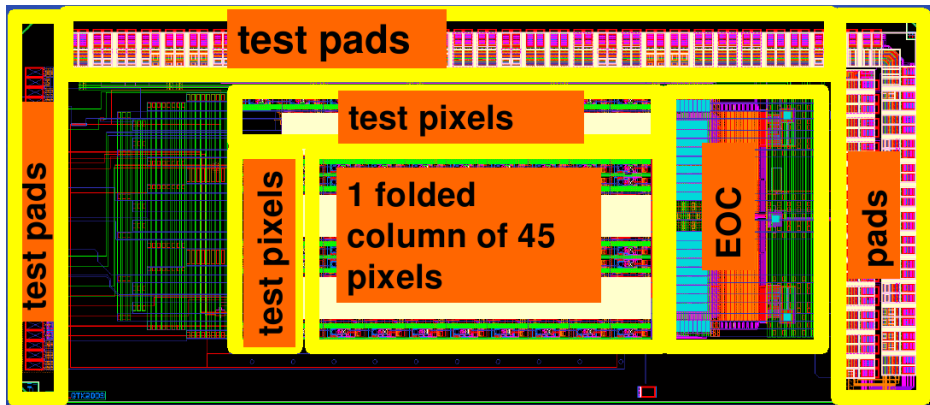 test pads
test pads
test pixels
test pixels
1 folded
column of 45
pixels
EOC
pads